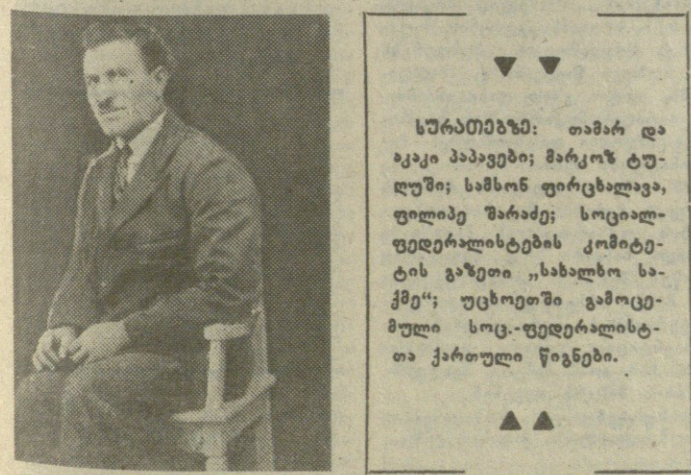 სურათებზე: თამარ და
აკაკი პაპავები; მარკოზ ტუ-
ღუში; სამსონ ფირცხალავა,
ფილიპე შარაძე; სოციალ-
ფედერალისტების კომიტე-
ტის გაზეთი „სახალხო სა-
ქმე“; უცხოეთში გამოცე-
მული სოც.-ფედერალისტ-
თა ქართული წიგნები.